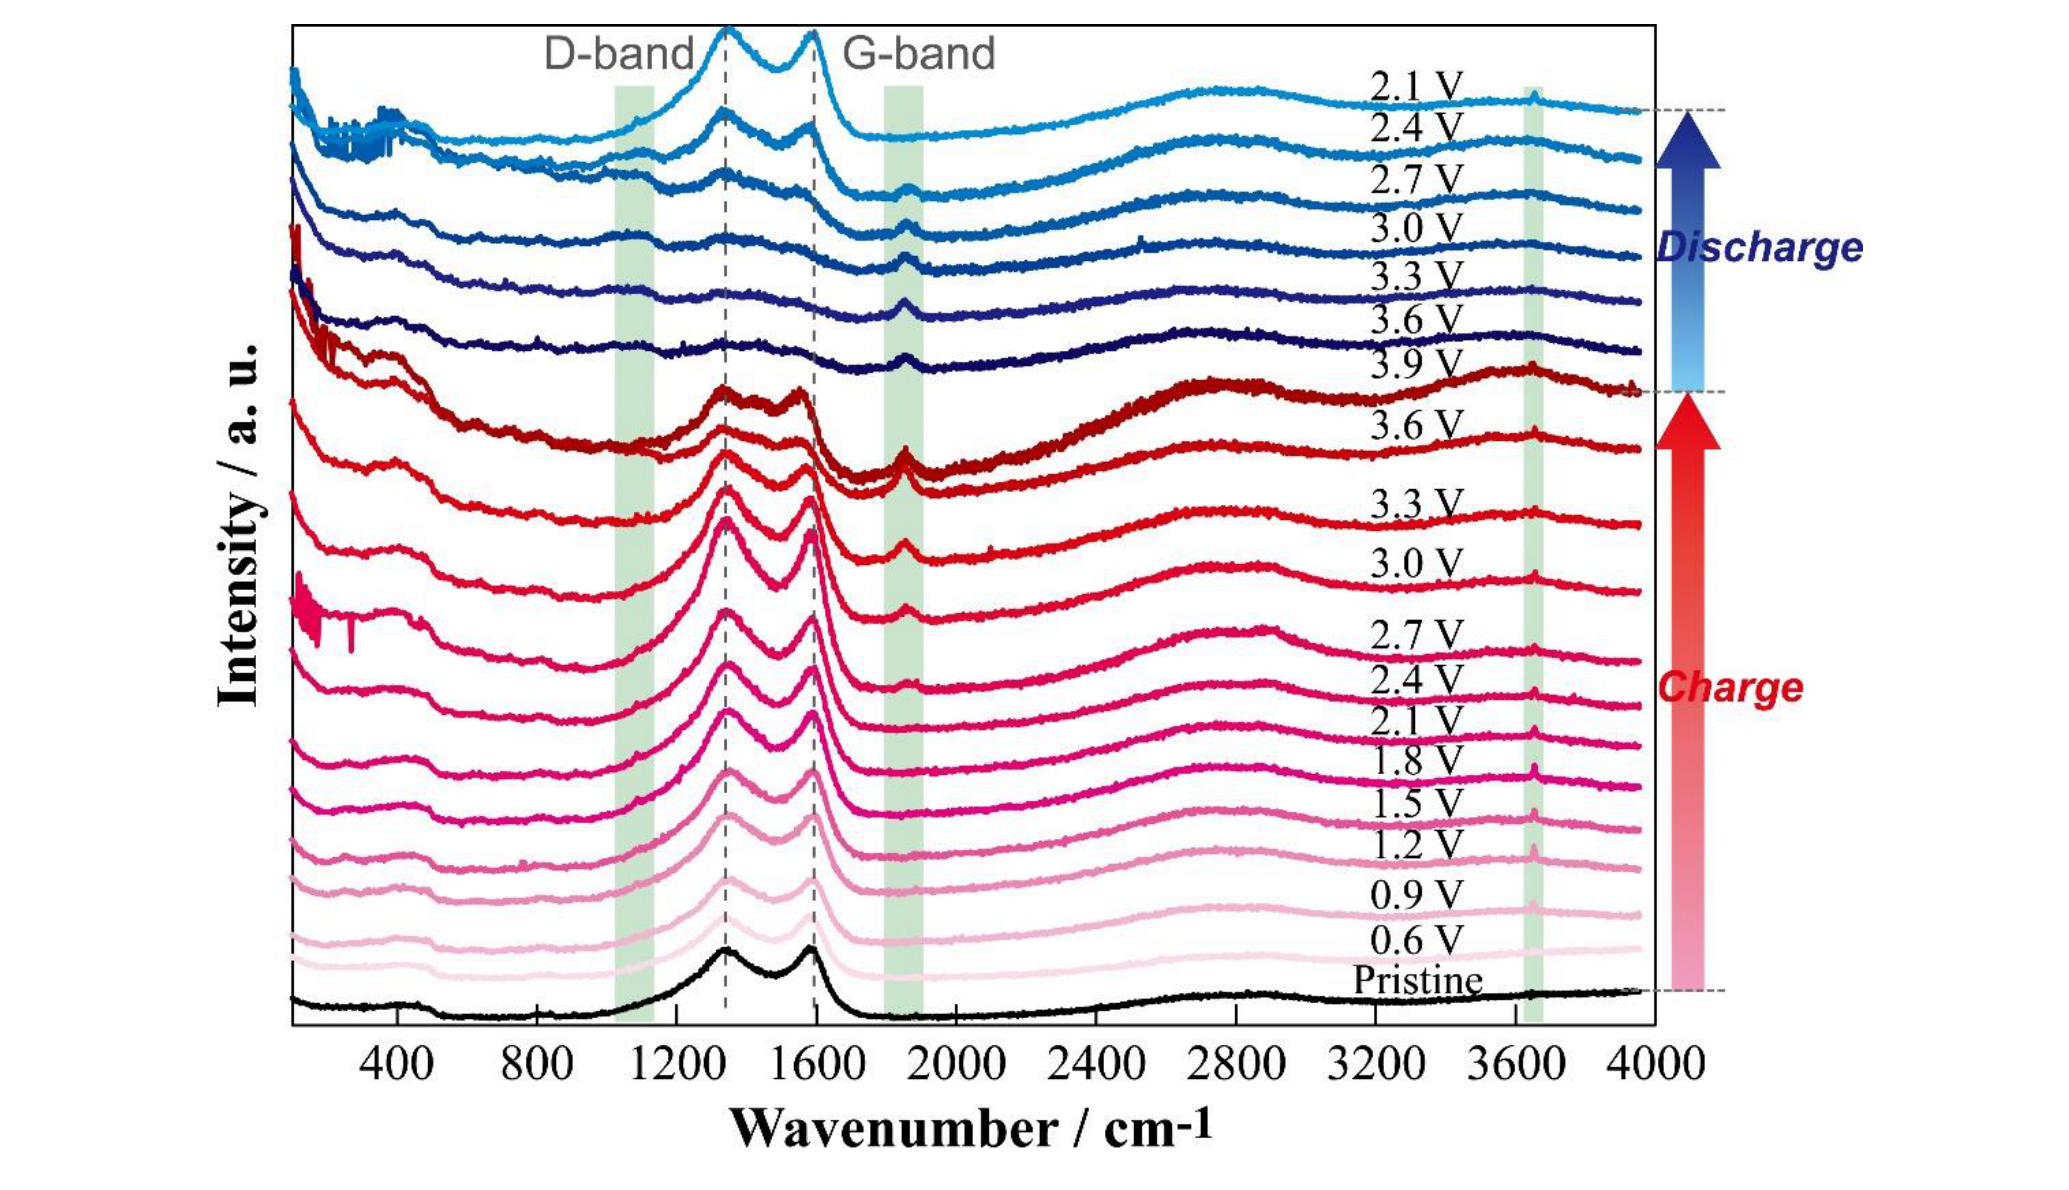 D-band
G-band
2.1 V
2.4 V
2.7 V
3.0 V
3.3 V
3.6 V
3.9 V
3.6 V
3.3 V
3.0 V
2.7 V
2.4 V
2.1 V
1.8 V
1.5 V
1.2 V
0.9 V
0.6 V
Pristine
Discharge
Charge
Intensity / a. u.
400 800 1200 1600 2000 2400 2800 3200 3600 4000
Wavenumber / cm-1